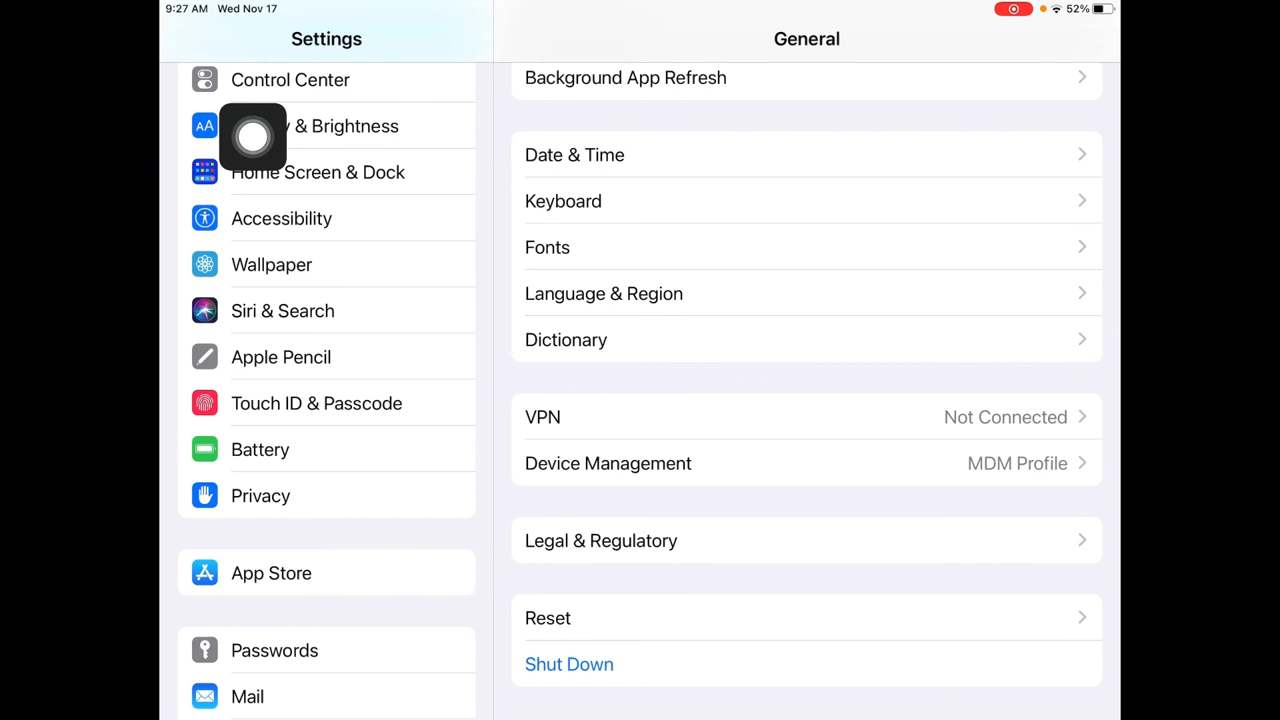 9:27 AM Wed Nov 17
52%
Settings
General
Control Center
AA
& Brightness
Home Screen & Dock
Accessibility
Wallpaper
Siri & Search
Apple Pencil
Touch ID & Passcode
Battery
Privacy
App Store
Passwords
Mail
Background App Refresh
Date & Time
Keyboard
Fonts
Language & Region
Dictionary
VPN Not Connected
Device Management MDM Profile
Legal & Regulatory
Reset
Shut Down